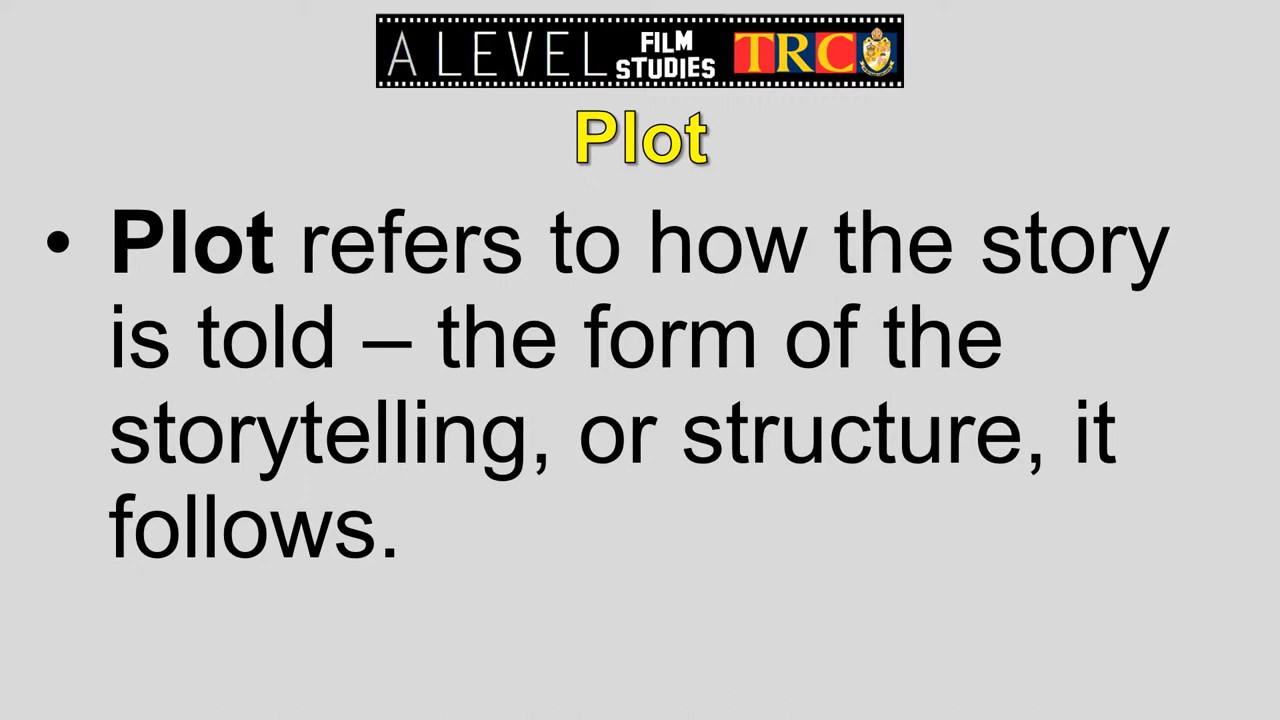 A LEVEL FILM STUDIES TRC
Plot
• Plot refers to how the story
is told – the form of the
storytelling, or structure, it
follows.